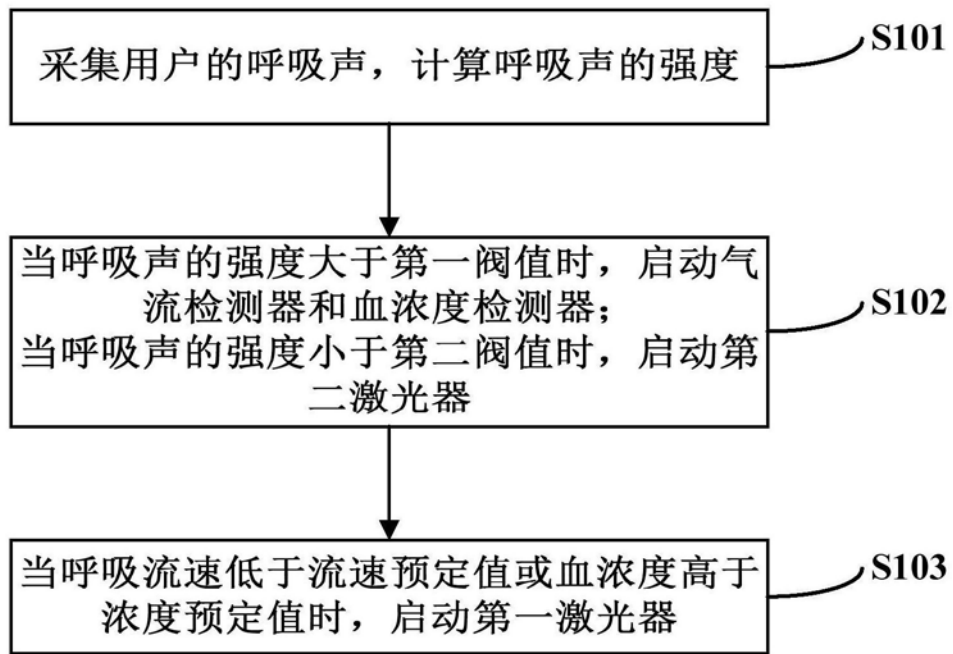 采集用户的呼吸声，计算呼吸声的强度
S101
当呼吸声的强度大于第一阀值时，启动气
流检测器和血浓度检测器；
当呼吸声的强度小于第二阀值时，启动第
二激光器
S102
当呼吸流速低于流速预定值或血浓度高于
浓度预定值时，启动第一激光器
S103